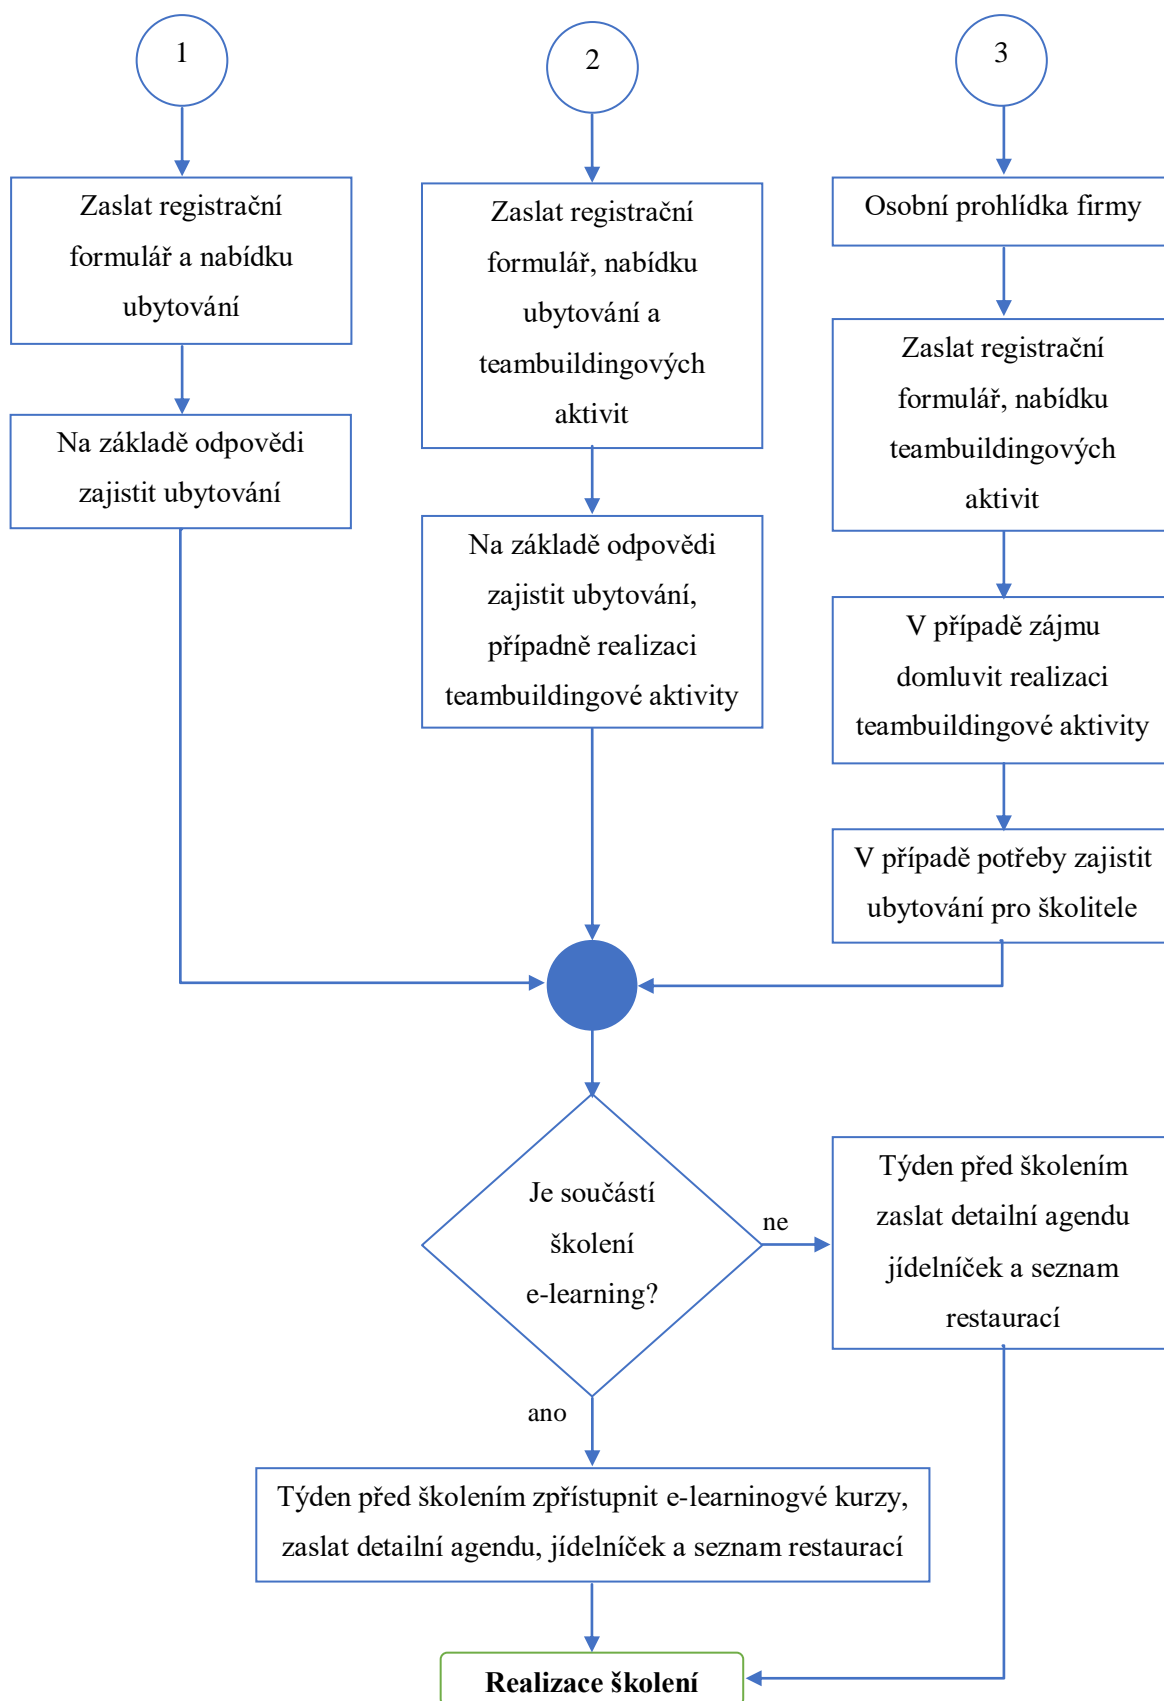 1
Zaslat registrační
formulář a nabídku
ubytování
Na základě odpovědi
zajistit ubytování
2
Zaslat registrační
formulář, nabídku
ubytování a
teambuildingových
aktivit
Na základě odpovědi
zajistit ubytování,
případně realizaci
teambuildingové aktivity
3
Osobní prohlídka firmy
Zaslat registrační
formulář, nabídku
teambuildingových
aktivit
V případě zájmu
domluvit realizaci
teambuildingové aktivity
V případě potřeby zajistit
ubytování pro školitele
Je součástí
školení
e-learning?
ne
Týden před školením
zaslat detailní agendu
jídelníček a seznam
restaurací
ano
Týden před školením zpřístupnit e-learninogvé kurzy,
zaslat detailní agendu, jídelníček a seznam restaurací
Realizace školení